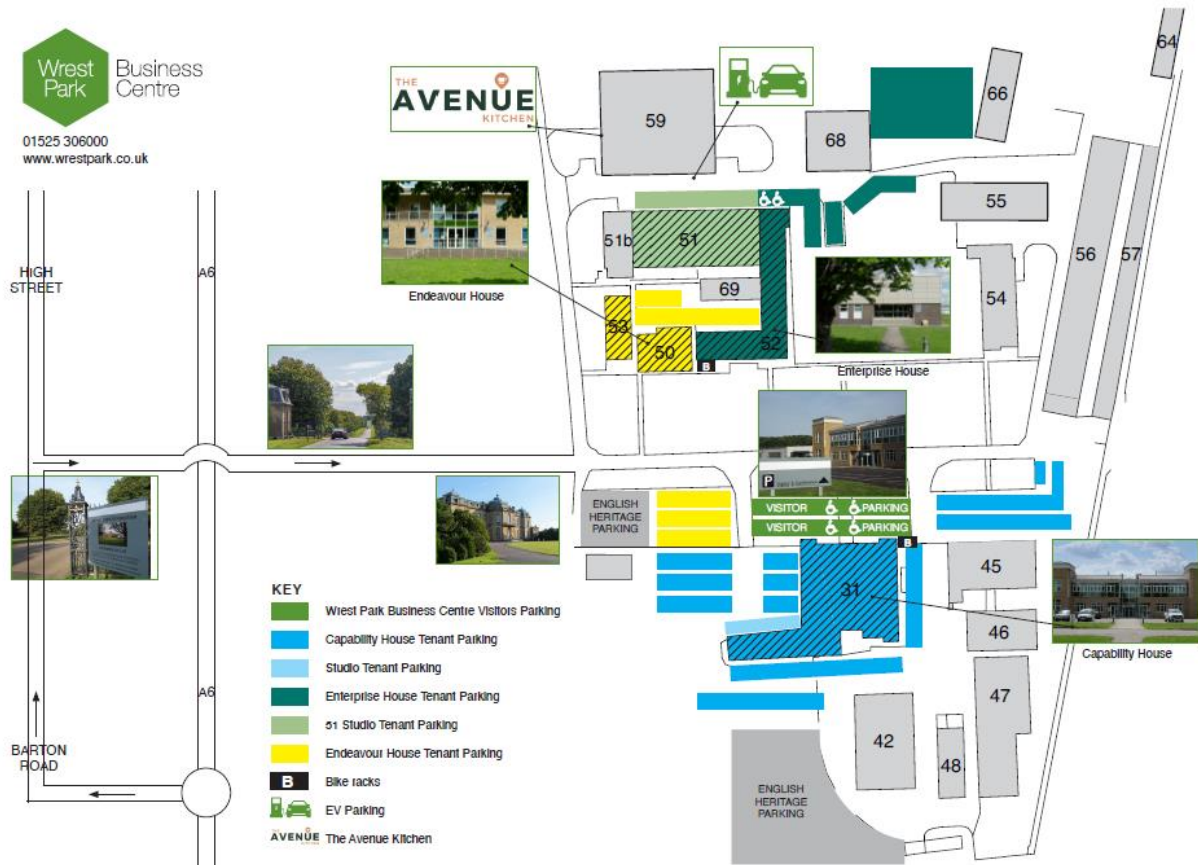 Wrest
Park
Business
Centre
01525 306000
www.wrestpark.co.uk
THE
AVENUE
KITCHEN
59
68
66
64
55
56
57
54
51b
51
69
53
50
52
B
Endeavour House
Enterprise House
HIGH
STREET
A6
P
ENGLISH
HERITAGE
PARKING
VISITOR PARKING
VISITOR PARKING
B
31
45
46
47
42
48
Capability House
ENGLISH
HERITAGE
PARKING
A6
BARTON
ROAD
KEY
Wrest Park Business Centre Visitors Parking
Capability House Tenant Parking
Studio Tenant Parking
Enterprise House Tenant Parking
51 Studio Tenant Parking
Endeavour House Tenant Parking
B Bike racks
EV Parking
THE
AVENUE The Avenue Kitchen